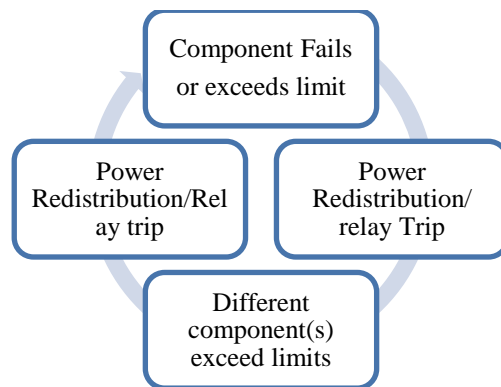 Component Fails
or exceeds limit
Power
Redistribution/
relay Trip
Different
component(s)
exceed limits
Power
Redistribution/Rel
ay trip